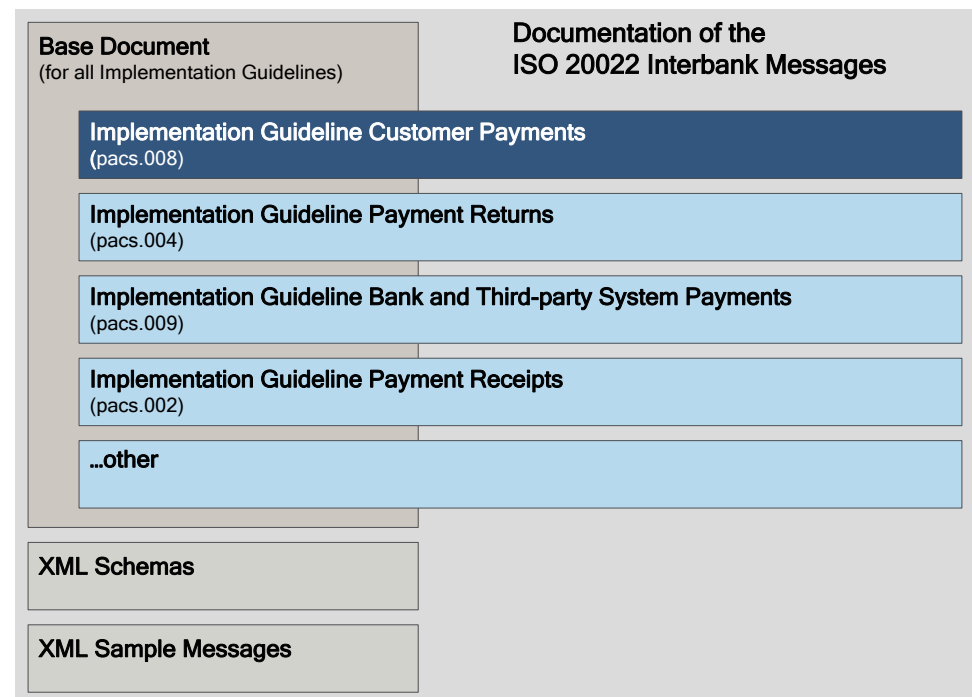 Base Document
(for all Implementation Guidelines)
Documentation of the
ISO 20022 Interbank Messages
Implementation Guideline Customer Payments
(pacs.008)
Implementation Guideline Payment Returns
(pacs.004)
Implementation Guideline Bank and Third-party System Payments
(pacs.009)
Implementation Guideline Payment Receipts
(pacs.002)
...other
XML Schemas
XML Sample Messages